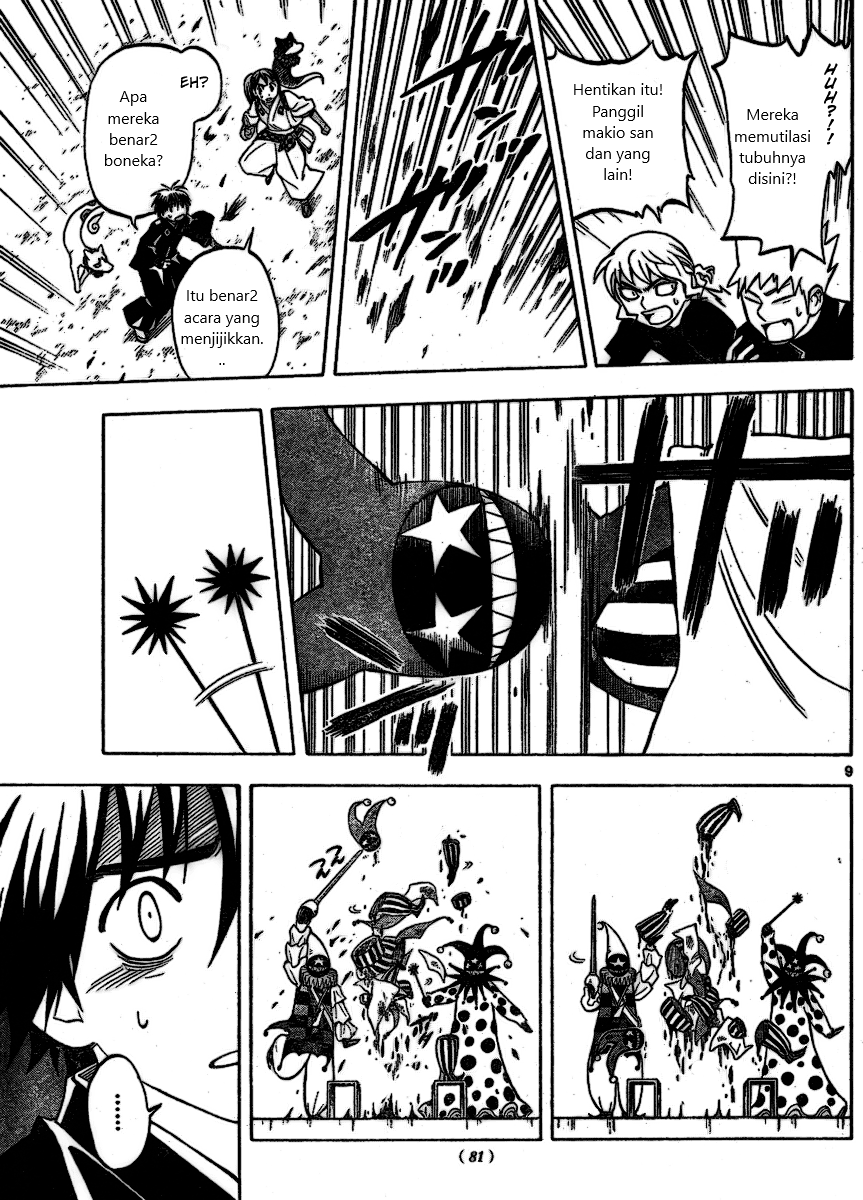 HUH?!!
Mereka
memutilasi
tubuhnya
disini?!
Hentikan itu!
Panggil
makio san
dan yang
lain!
EH?
Apa
mereka
benar2
boneka?
Itu benar2
acara yang
menjijikkan.
..
9
.......
(81)